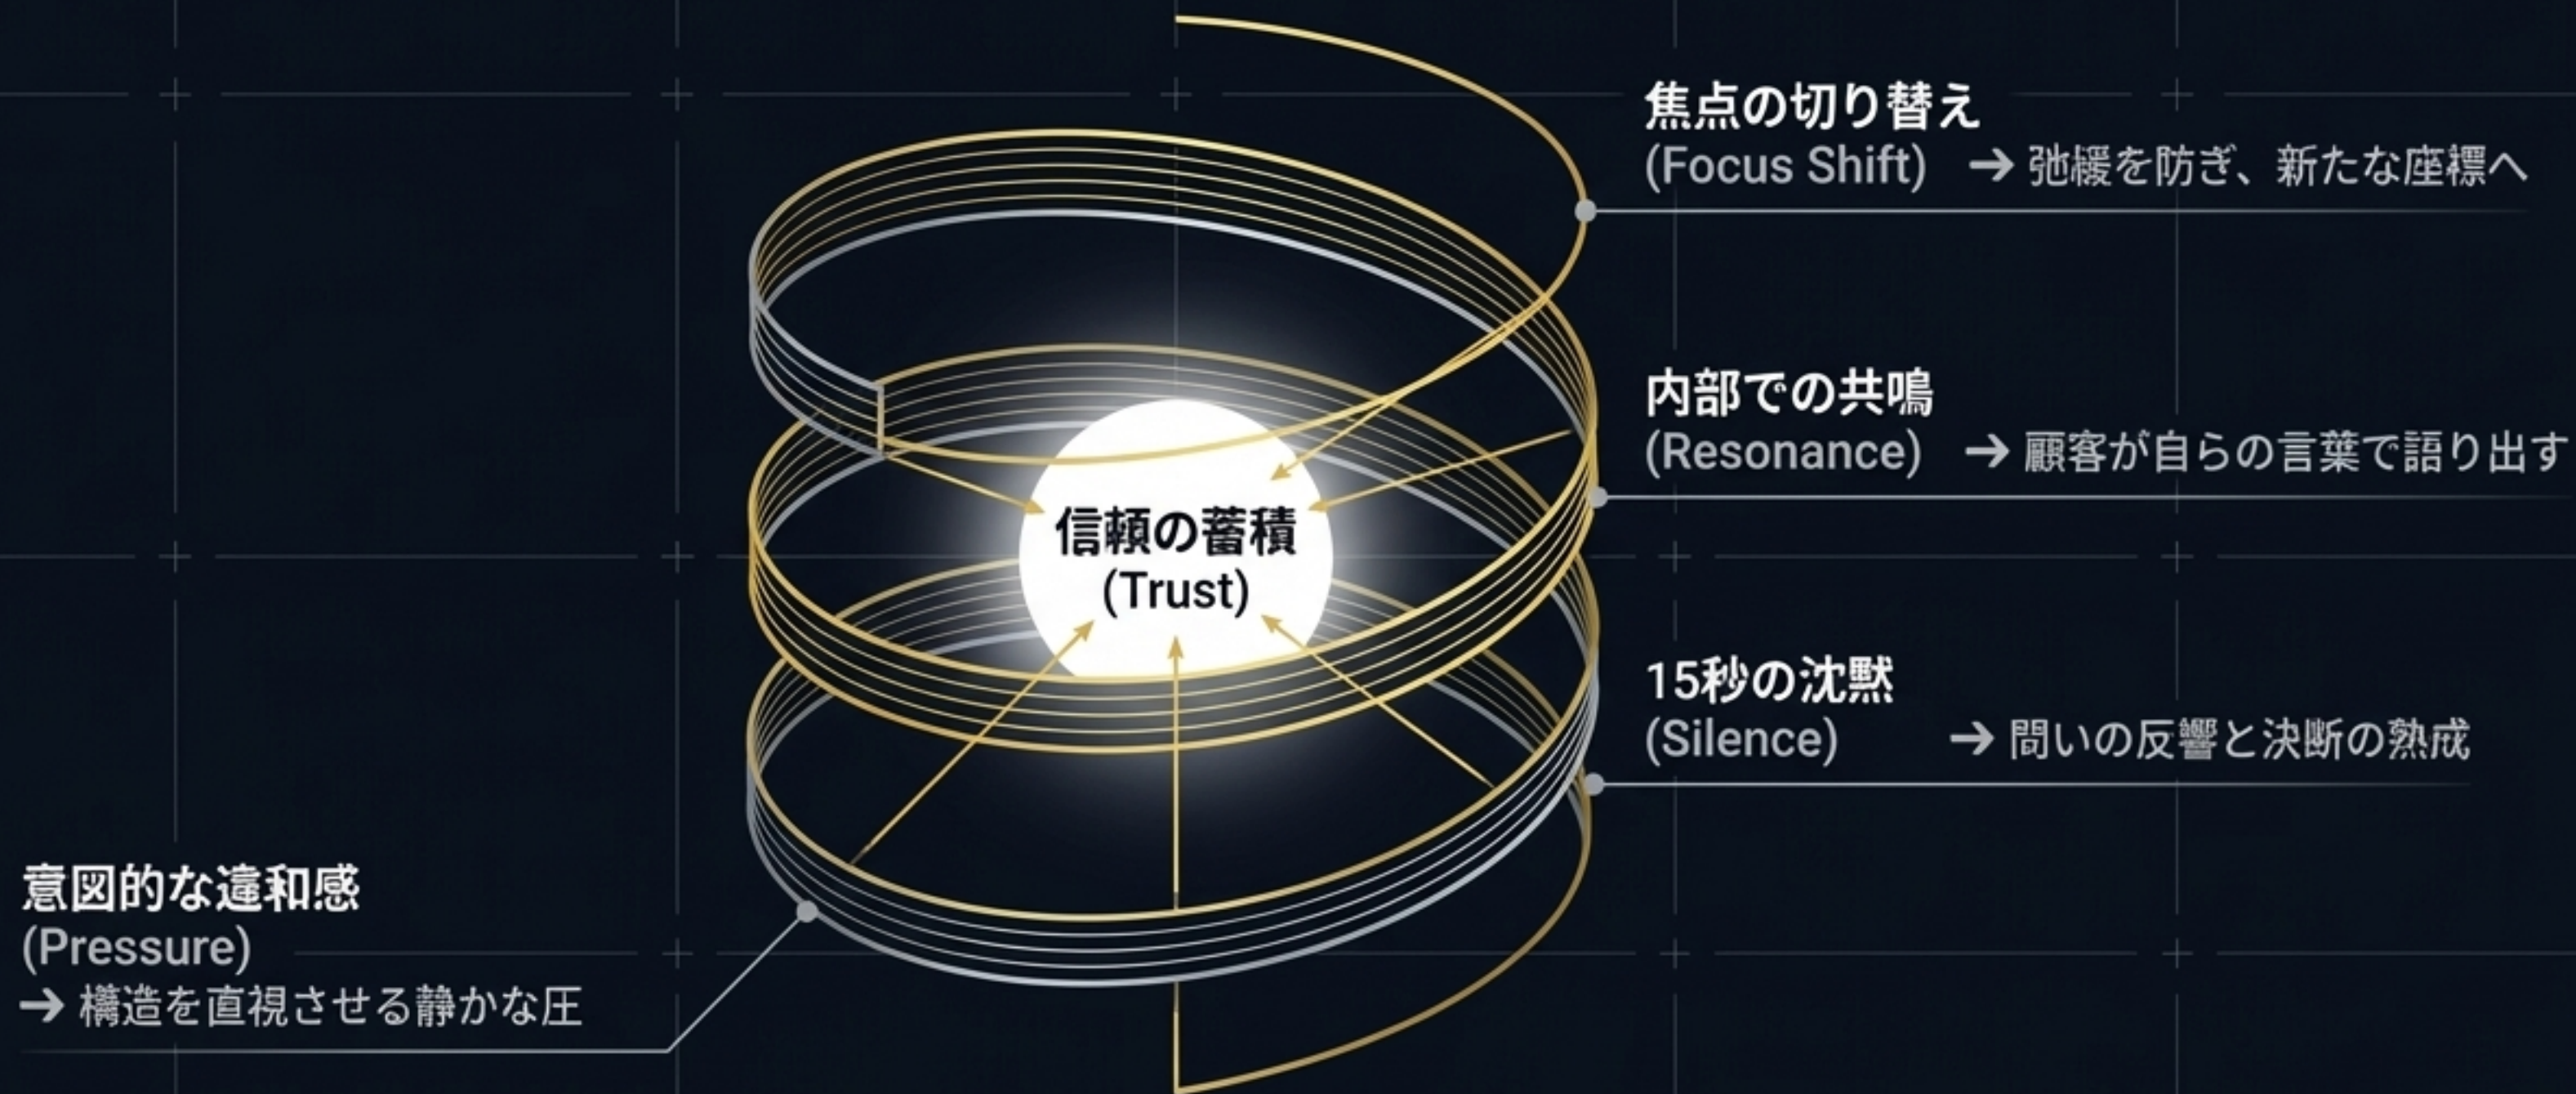 焦点の切り替え
(Focus Shift) → 弛緩を防ぎ、新たな座標へ
内部での共鳴
(Resonance) → 顧客が自らの言葉で語り出す
信頼の蓄積
(Trust)
15秒の沈黙
(Silence) → 問いの反響と決断の熟成
意図的な違和感
(Pressure)
→ 構造を直視させる静かな圧